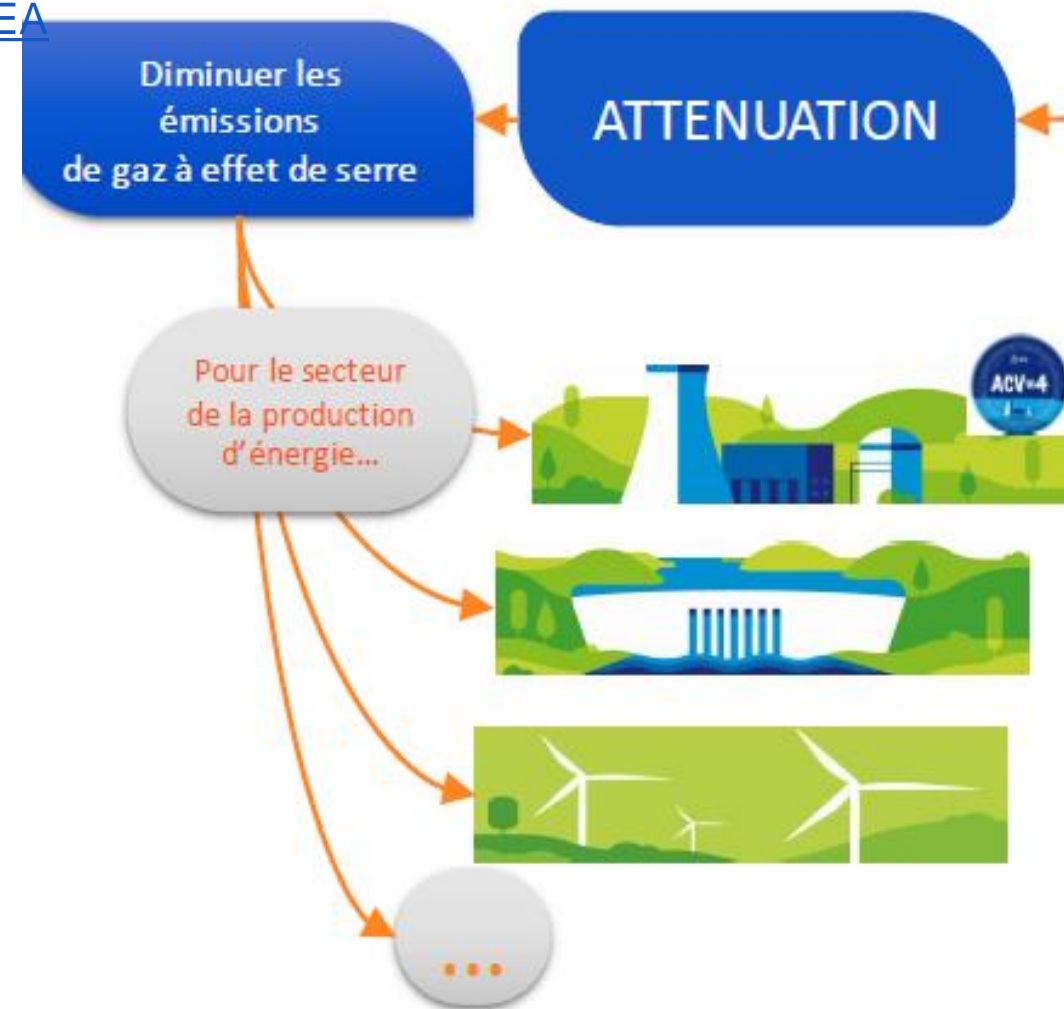 EA
Diminuer les
émissions
de gaz à effet de serre
ATTENUATION
Pour le secteur
de la production
d'énergie...
ACV=4
...